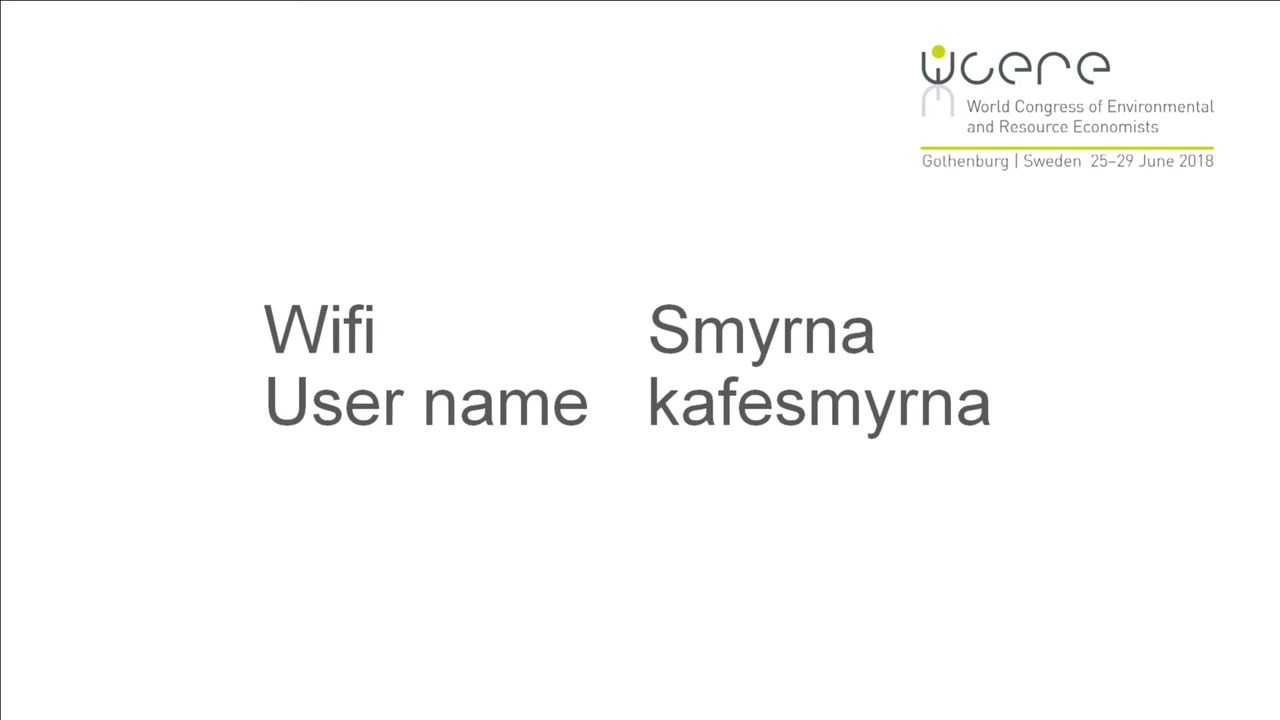 wcere
World Congress of Environmental
and Resource Economists
Gothenburg | Sweden 25–29 June 2018
Wifi Smyrna
User name kafesmyrna